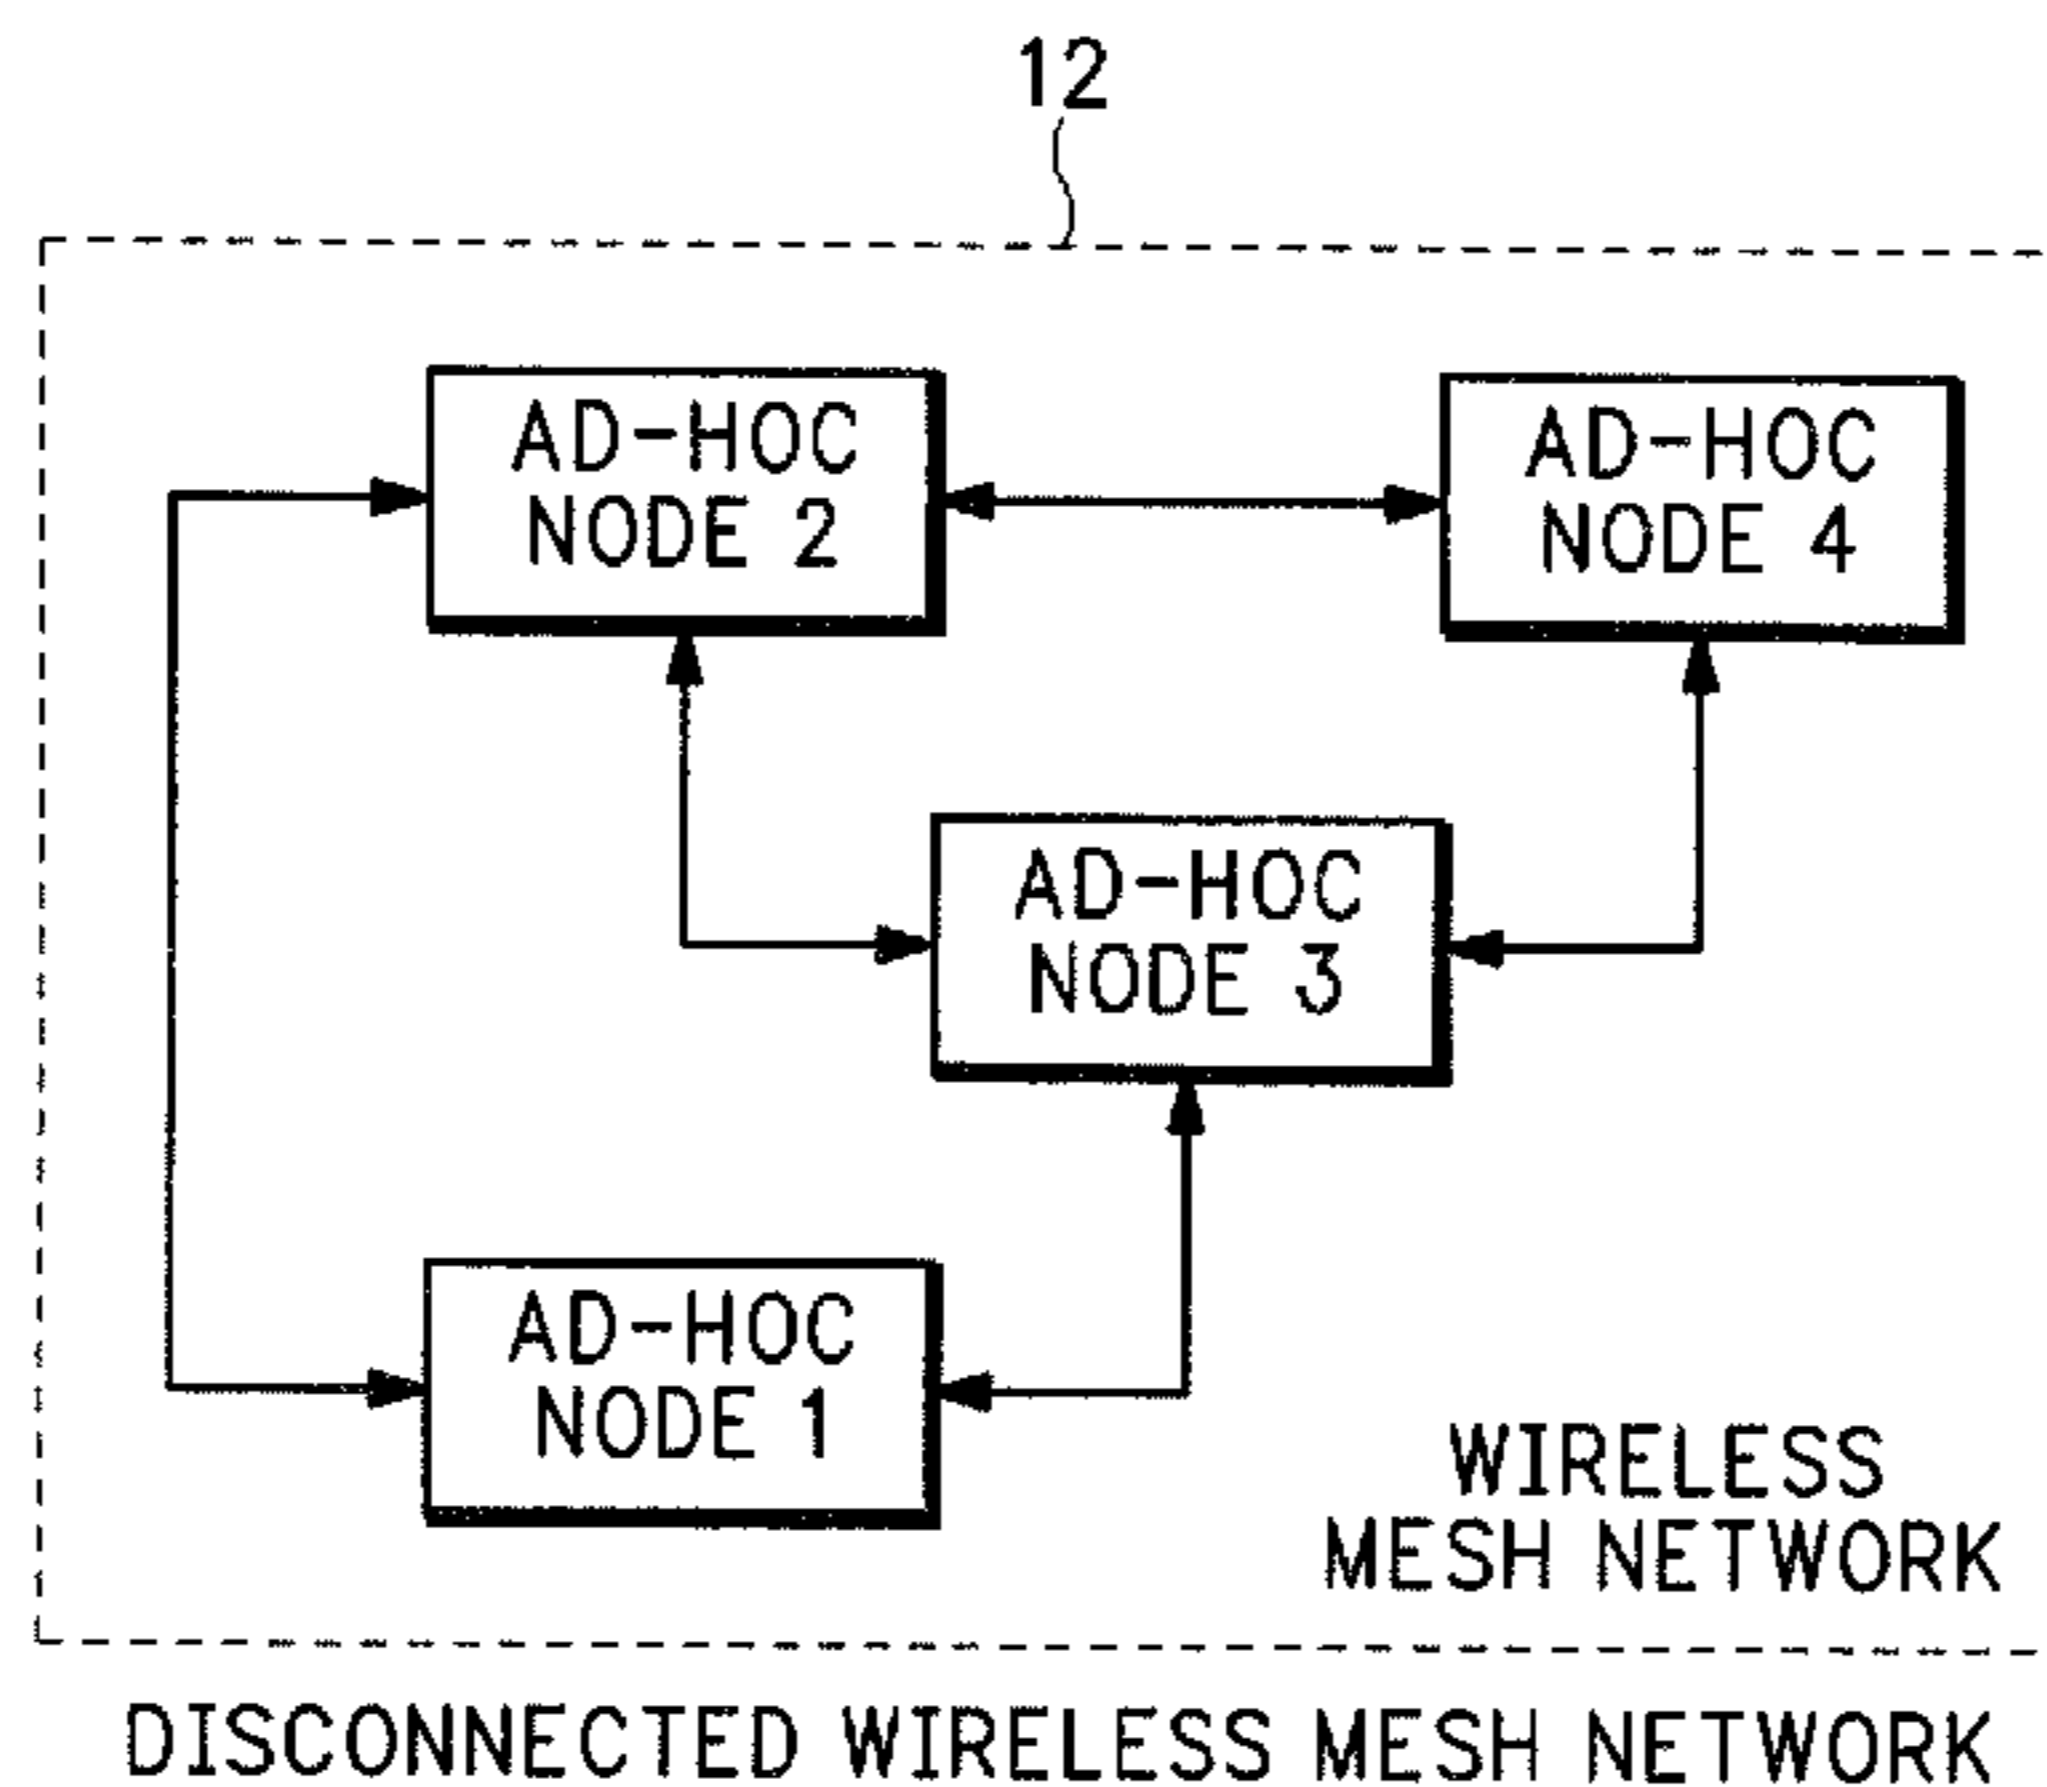 12
AD-HOC
NODE 2
AD-HOC
NODE 4
AD-HOC
NODE 3
AD-HOC
NODE 1
WIRELESS
MESH NETWORK
DISCONNECTED WIRELESS MESH NETWORK